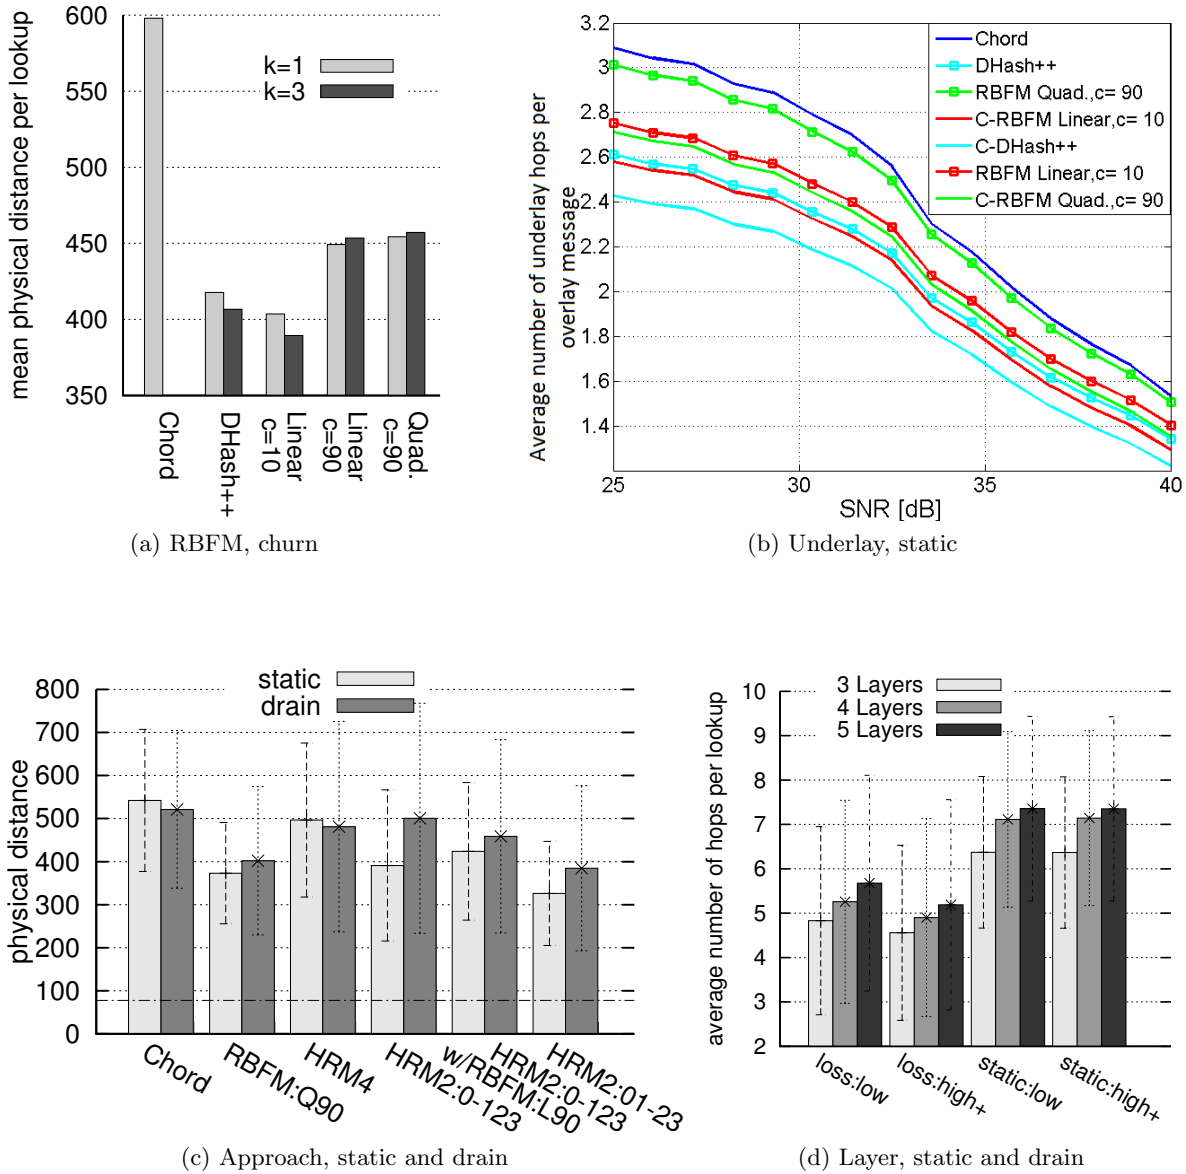 600
550
500
450
400
350
mean physical distance per lookup
k=1
k=3
Chord
DHash++
Linear
c=10
Linear
c=90
Quad.
c=90
(a) RBFM, churn
3.2
3
2.8
2.6
2.4
2.2
2
1.8
1.6
1.4
Average number of underlay hops per
overlay message
Chord
DHash++
RBFM Quad.,c= 90
C-RBFM Linear,c= 10
C-DHash++
RBFM Linear,c= 10
C-RBFM Quad.,c= 90
25
30
35
40
SNR [dB]
(b) Underlay, static
800
700
600
500
400
300
200
100
0
physical distance
static
drain
Chord
RBFM:Q90
HRM4
HRM2:0-123
HRM2:0-123
w/RBFM:L90
HRM2:01-23
(c) Approach, static and drain
10
9
8
7
6
5
4
3
2
average number of hops per lookup
3 Layers
4 Layers
5 Layers
loss:low
loss:high+
static:low
static:high+
(d) Layer, static and drain